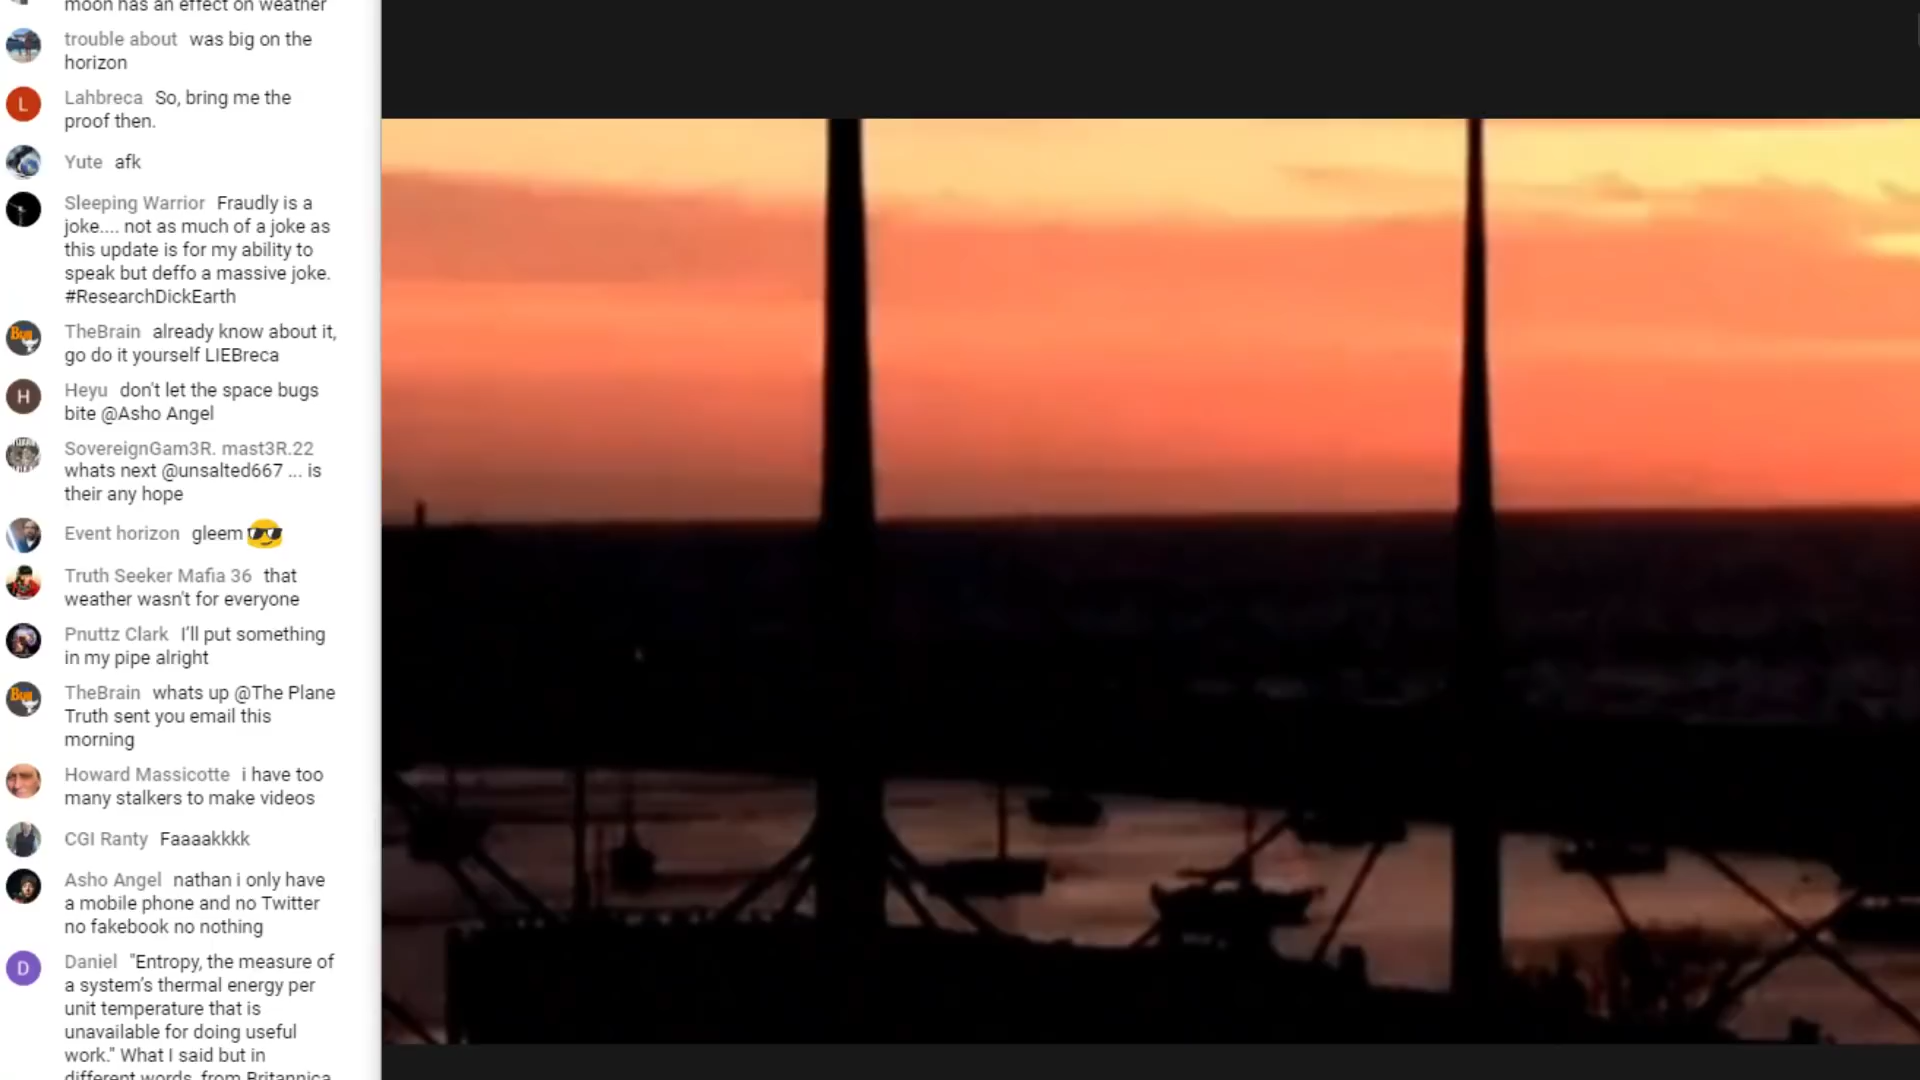 moon has an effect on weather
trouble about was big on the
horizon
L
Lahbreca So, bring me the
proof then.
Yute afk
Sleeping Warrior Fraudly is a
joke.... not as much of a joke as
this update is for my ability to
speak but deffo a massive joke.
#ResearchDickEarth
TheBrain already know about it,
go do it yourself LIEBreca
H
Heyu don't let the space bugs
bite @Asho Angel
SovereignGam3R. mast3R.22
whats next @unsalted667 ... is
their any hope
Event horizon gleem 😎
Truth Seeker Mafia 36 that
weather wasn't for everyone
Pnuttz Clark I'll put something
in my pipe alright
TheBrain whats up @The Plane
Truth sent you email this
morning
Howard Massicotte i have too
many stalkers to make videos
CGI Ranty Faaaakkkk
Asho Angel nathan i only have
a mobile phone and no Twitter
no fakebook no nothing
D
Daniel "Entropy, the measure of
a system's thermal energy per
unit temperature that is
unavailable for doing useful
work." What I said but in
different words, from Britannica